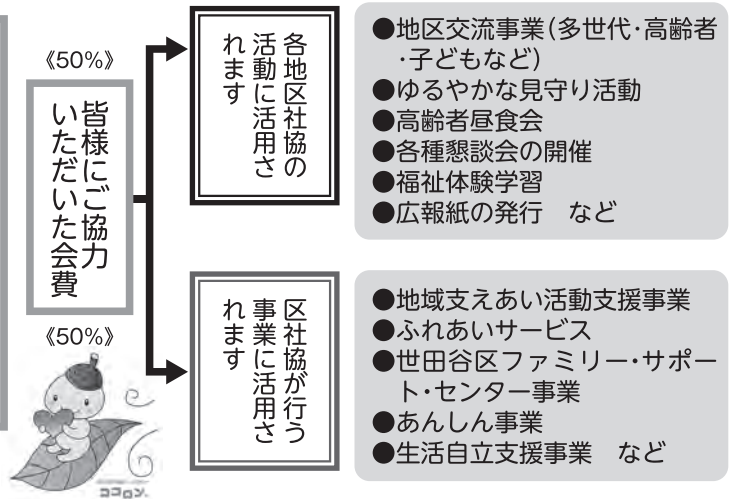 《50%》
皆様にご協力
いただいた会費
《50%》
各地区社協の
活動に活用さ
れます
●地区交流事業(多世代・高齢者
・子どもなど)
●ゆるやかな見守り活動
●高齢者昼食会
●各種懇談会の開催
●福祉体験学習
●広報紙の発行　など
区社協が行う
事業に活用さ
れます
●地域支えあい活動支援事業
●ふれあいサービス
●世田谷区ファミリー・サポー
ト・センター事業
●あんしん事業
●生活自立支援事業　など
ココロン